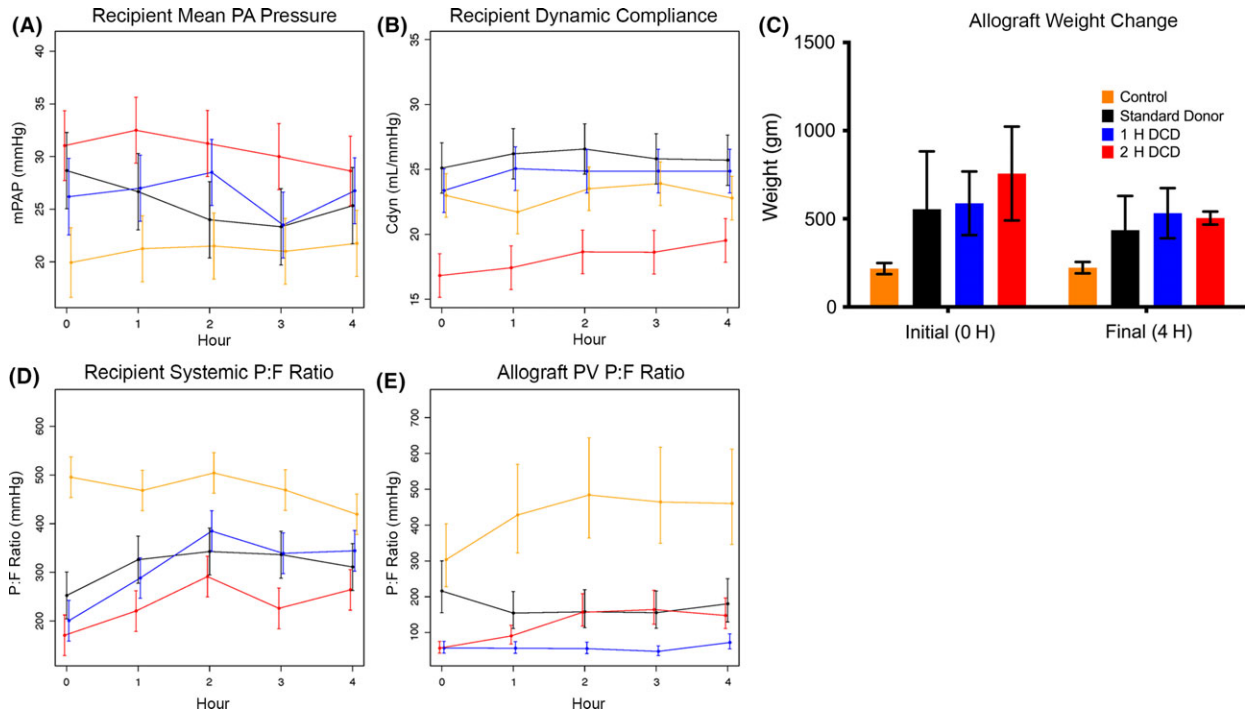 (A) Recipient Mean PA Pressure
mPAP (mmHg)
40
35
30
25
20
0 1 2 3 4
Hour
(B) Recipient Dynamic Compliance
Cdyn (mL/mmHg)
35
30
25
20
15
0 1 2 3 4
Hour
(C) Allograft Weight Change
Weight (gm)
1500
1000
500
0
Control
Standard Donor
1 H DCD
2 H DCD
Initial (0 H) Final (4 H)
(D) Recipient Systemic P:F Ratio
P:F Ratio (mmHg)
600
500
400
300
200
0 1 2 3 4
Hour
(E) Allograft PV P:F Ratio
P:F Ratio (mmHg)
700
600
500
400
300
200
100
0 1 2 3 4
Hour